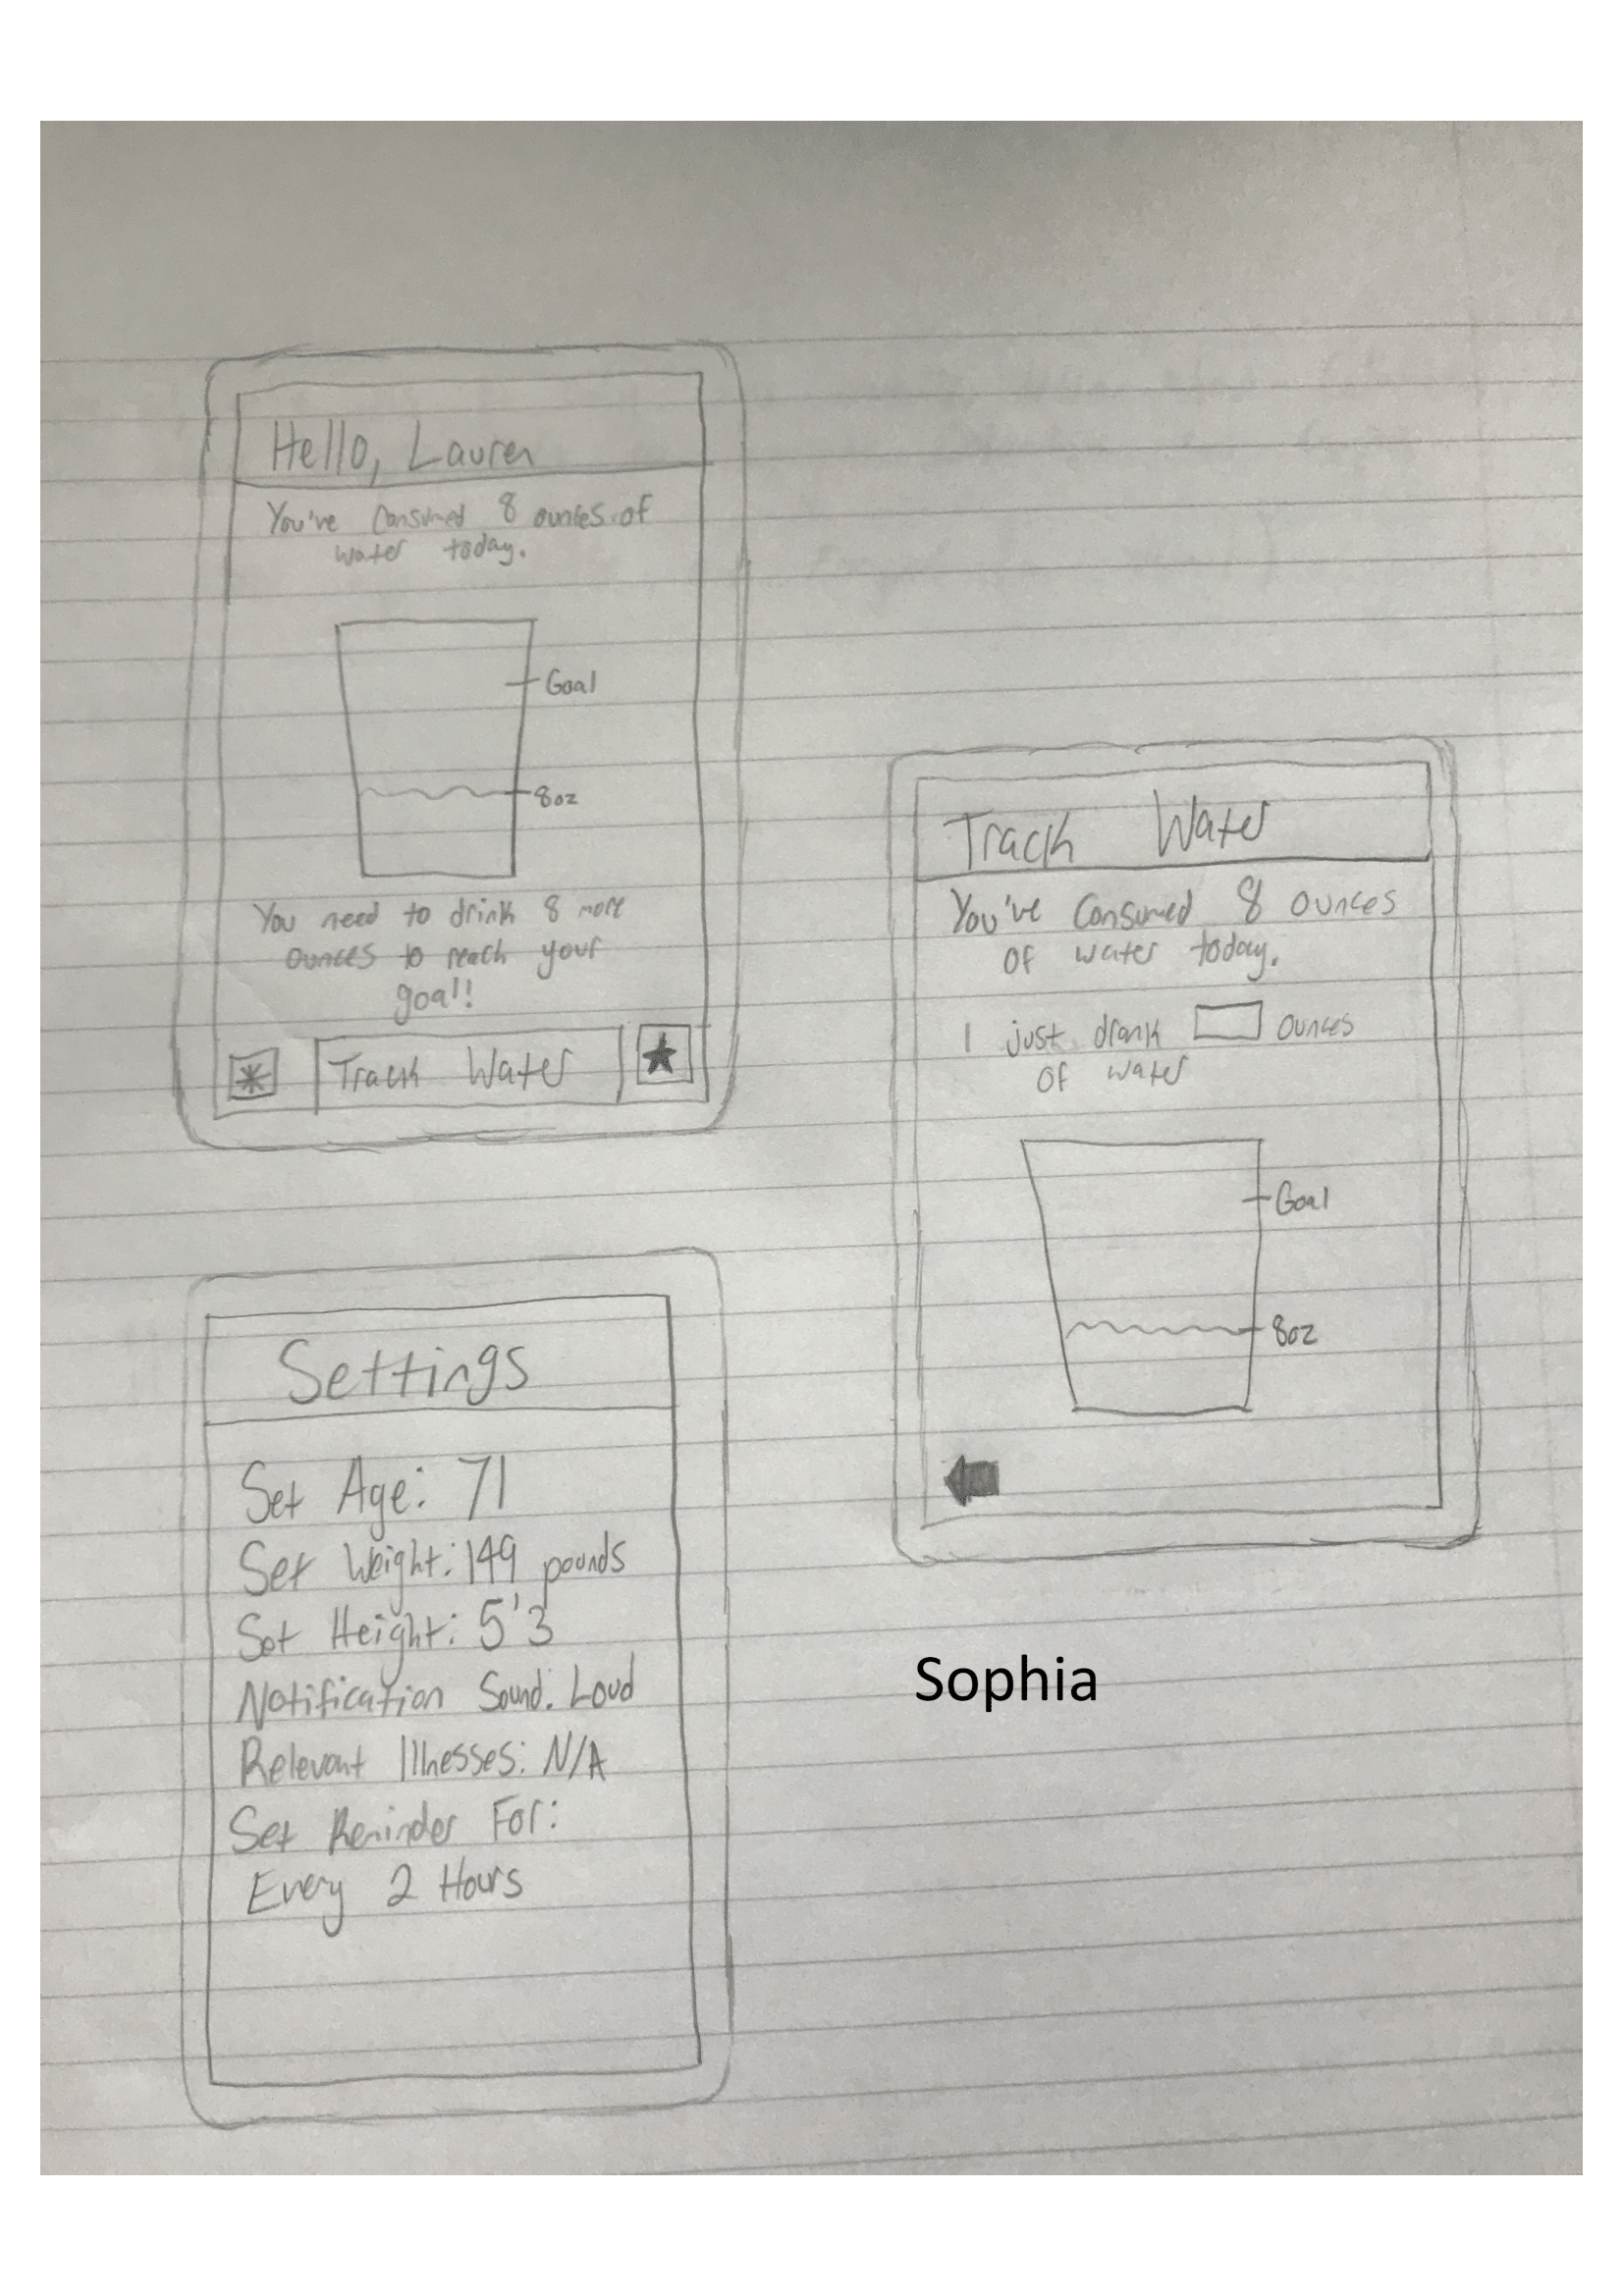 Hello, Lauren
You've Consumed 8 ounces of
water today.
Goal
8oz
You need to drink 8 more
ounces to reach your
goal!
Track Water
Track Water
You've Consumed 8 ounces
of water today.
I just drank ounces
of water
Goal
8oz
Settings
Set Age: 71
Set Weight: 149 pounds
Set Height: 5'3
Notification Sound: Loud
Relevant Illnesses: N/A
Set Reminder For:
Every 2 Hours
Sophia